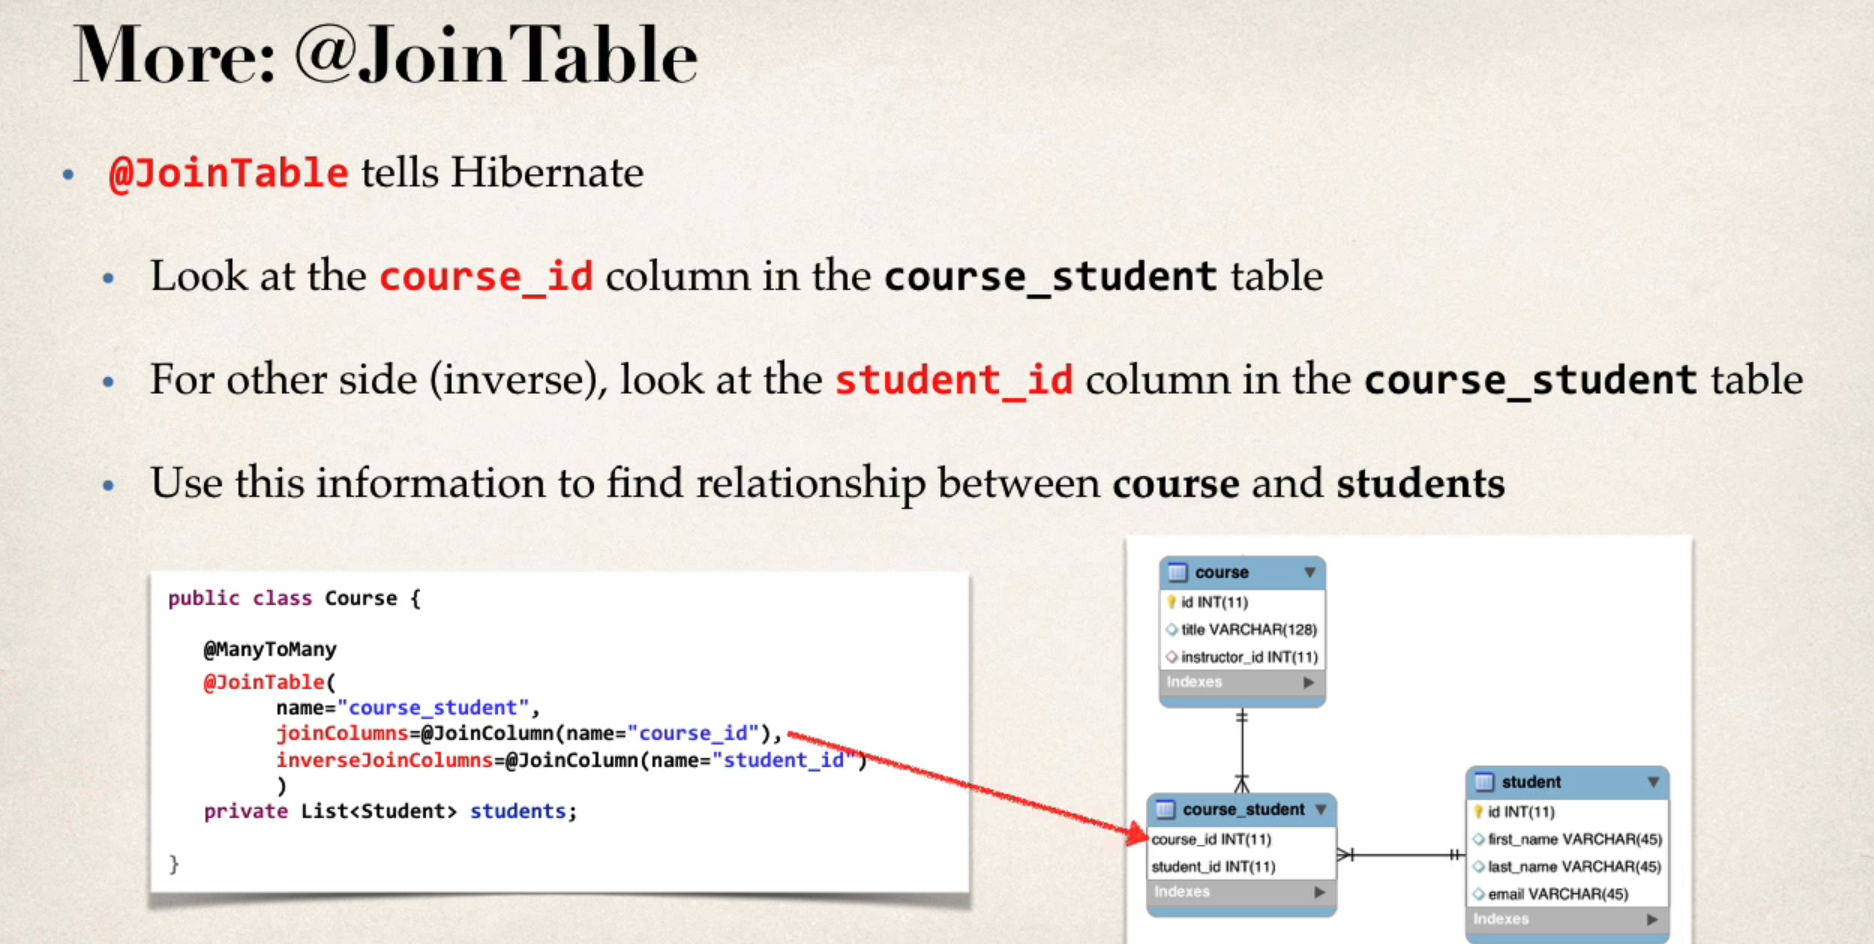 More: @JoinTable
• @JoinTable tells Hibernate
• Look at the course_id column in the course_student table
• For other side (inverse), look at the student_id column in the course_student table
• Use this information to find relationship between course and students
public class Course {
@ManyToMany
@JoinTable(
name="course_student",
joinColumns=@JoinColumn(name="course_id"),
inverseJoinColumns=@JoinColumn(name="student_id")
)
private List<Student> students;
}
course
id INT(11)
title VARCHAR(128)
instructor_id INT(11)
Indexes
course_student
course_id INT(11)
student_id INT(11)
Indexes
student
id INT(11)
first_name VARCHAR(45)
last_name VARCHAR(45)
email VARCHAR(45)
Indexes